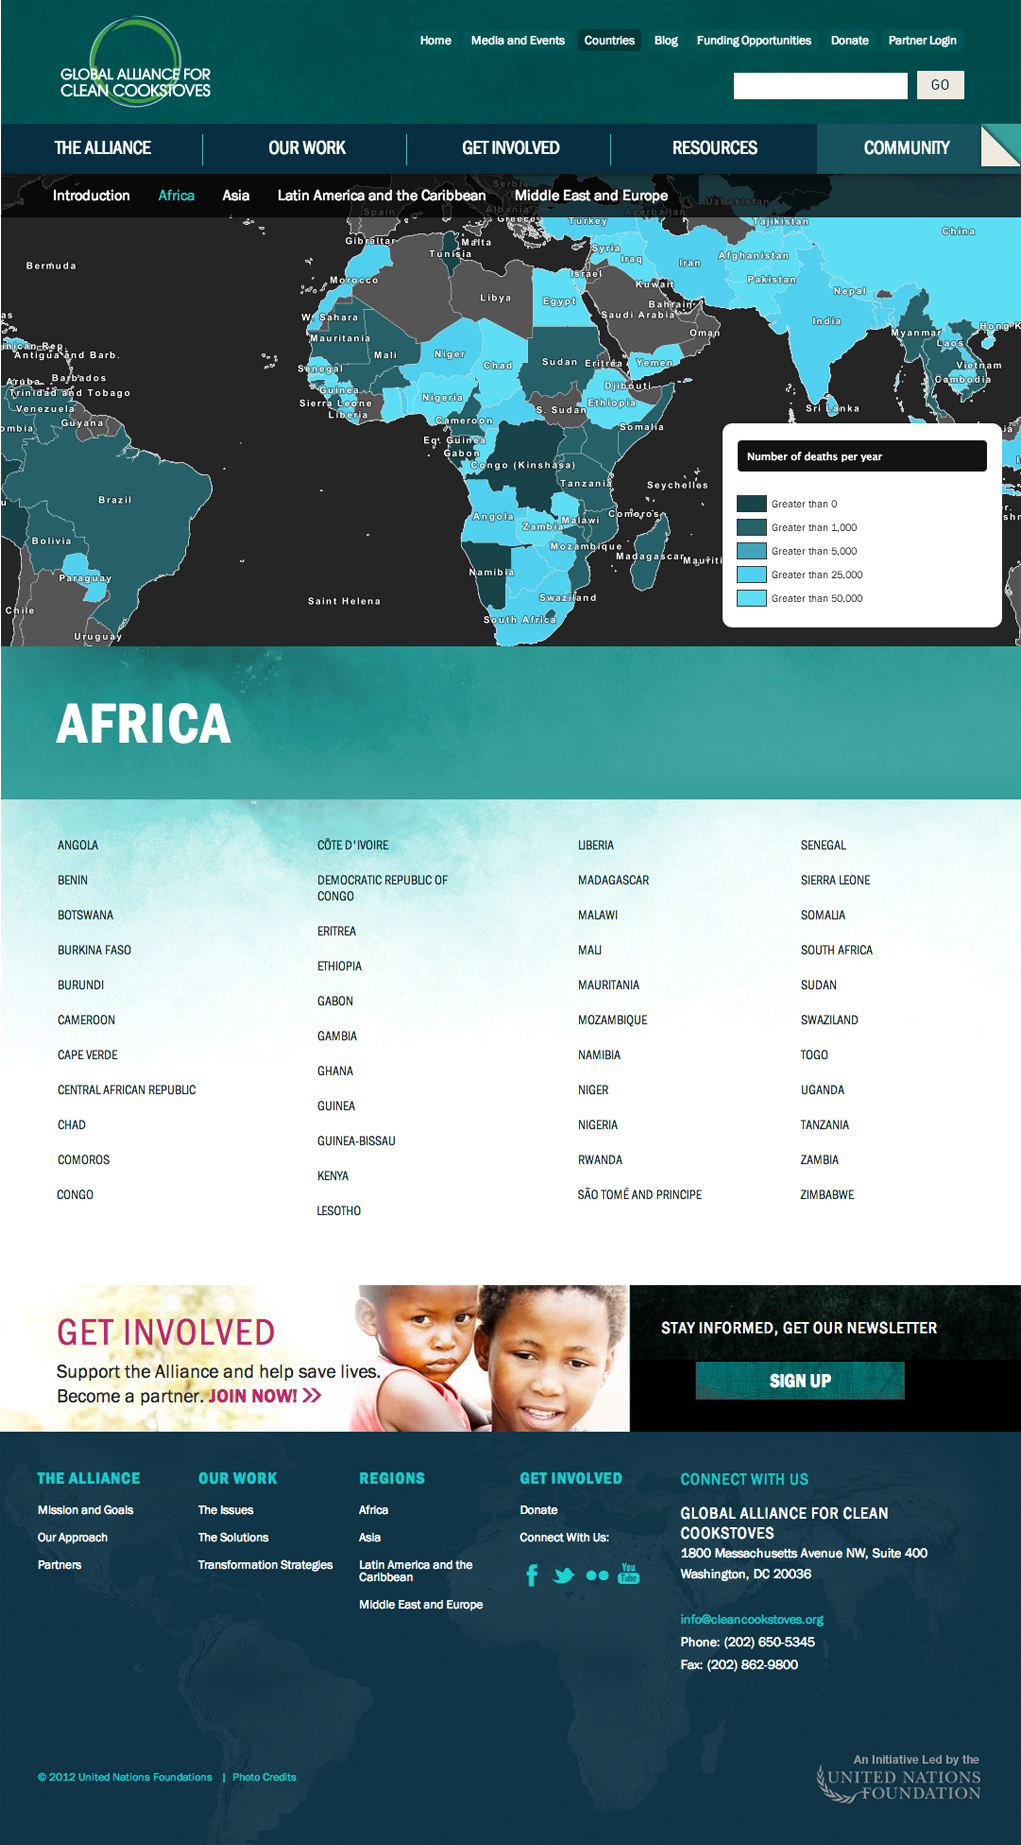 GLOBAL ALLIANCE FOR
CLEAN COOKSTOVES
Home
Media and Events
Countries
Blog
Funding Opportunities
Donate
Partner Login
GO
THE ALLIANCE
OUR WORK
GET INVOLVED
RESOURCES
COMMUNITY
Introduction
Africa
Asia
Latin America and the Caribbean
Middle East and Europe
Serbia
Spain
Albania
Greece
Azerbaijan
Uzbekistan
Turkey
Tajikistan
China
Gibraltar
Malta
Tunisia
Syria
Iraq
Iran
Afghanistan
Bermuda
Morocco
Israel
Kuwait
Pakistan
Nepal
Libya
Egypt
Bahrain
Saudi Arabia
W. Sahara
India
Oman
Myanmar
Hong K
Laos
Mauritania
Mali
Niger
Chad
Sudan
Eritrea
Yemen
Vietnam
Cambodia
Antigua and Barb.
Aruba
Barbados
Trinidad and Tobago
Venezuela
Guyana
Senegal
Guinea
Sierra Leone
Liberia
Nigeria
Cameroon
S. Sudan
Djibouti
Ethiopia
Somalia
Sri Lanka
Eq. Guinea
Gabon
Congo (Kinshasa)
Tanzania
Seychelles
Brazil
Bolivia
Paraguay
Chile
Uruguay
Saint Helena
Angola
Zambia
Malawi
Comoros
Mozambique
Madagascar
Mauriti
Namibia
Swaziland
South Africa
Number of deaths per year
Greater than 0
Greater than 1,000
Greater than 5,000
Greater than 25,000
Greater than 50,000
AFRICA
ANGOLA
BENIN
BOTSWANA
BURKINA FASO
BURUNDI
CAMEROON
CAPE VERDE
CENTRAL AFRICAN REPUBLIC
CHAD
COMOROS
CONGO
CÔTE D'IVOIRE
DEMOCRATIC REPUBLIC OF
CONGO
ERITREA
ETHIOPIA
GABON
GAMBIA
GHANA
GUINEA
GUINEA-BISSAU
KENYA
LESOTHO
LIBERIA
MADAGASCAR
MALAWI
MALI
MAURITANIA
MOZAMBIQUE
NAMIBIA
NIGER
NIGERIA
RWANDA
SÃO TOMÉ AND PRINCIPE
SENEGAL
SIERRA LEONE
SOMALIA
SOUTH AFRICA
SUDAN
SWAZILAND
TOGO
UGANDA
TANZANIA
ZAMBIA
ZIMBABWE
GET INVOLVED
Support the Alliance and help save lives.
Become a partner. JOIN NOW! >>
STAY INFORMED, GET OUR NEWSLETTER
SIGN UP
THE ALLIANCE
Mission and Goals
Our Approach
Partners
OUR WORK
The Issues
The Solutions
Transformation Strategies
REGIONS
Africa
Asia
Latin America and the
Caribbean
Middle East and Europe
GET INVOLVED
Donate
Connect With Us:
You
Tube
CONNECT WITH US
GLOBAL ALLIANCE FOR CLEAN
COOKSTOVES
1800 Massachusetts Avenue NW, Suite 400
Washington, DC 20036
info@cleancookstoves.org
Phone: (202) 650-5345
Fax: (202) 862-9800
© 2012 United Nations Foundations | Photo Credits
An Initiative Led by the
UNITED NATIONS
FOUNDATION